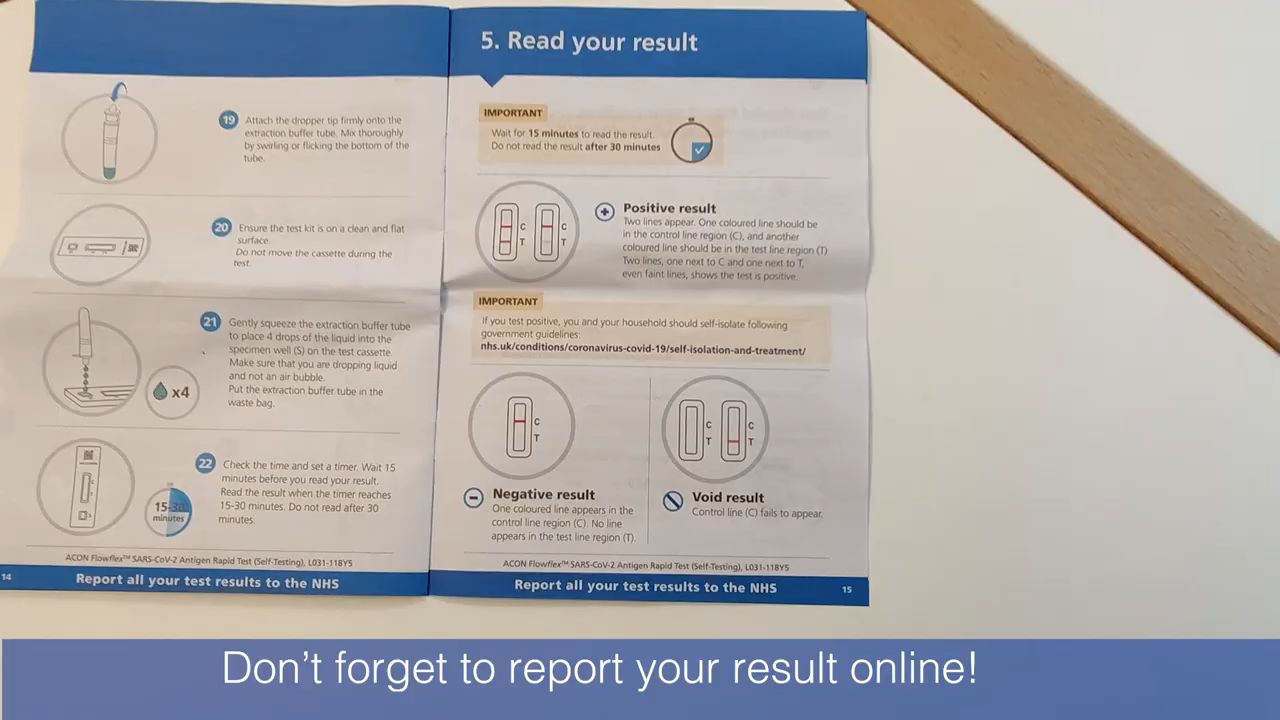 19 Attach the dropper tip firmly onto the
extraction buffer tube. Mix thoroughly
by swirling or flicking the bottom of the
tube.
20 Ensure the test kit is on a clean and flat
surface.
Do not move the cassette during the
test.
21 Gently squeeze the extraction buffer tube
to place 4 drops of the liquid into the
specimen well (S) on the test cassette.
Make sure that you are dropping liquid
and not an air bubble.
Put the extraction buffer tube in the
waste bag.
x4
22 Check the time and set a timer. Wait 15
minutes before you read your result.
Read the result when the timer reaches
15-30 minutes. Do not read after 30
minutes.
15-30
minutes
ACON Flowflex™ SARS-CoV-2 Antigen Rapid Test (Self-Testing), L031-118Y5
14 Report all your test results to the NHS
5. Read your result
IMPORTANT
Wait for 15 minutes to read the result.
Do not read the result after 30 minutes
C C
T T
Positive result
Two lines appear. One coloured line should be
in the control line region (C), and another
coloured line should be in the test line region (T)
Two lines, one next to C and one next to T,
even faint lines, shows the test is positive.
IMPORTANT
If you test positive, you and your household should self-isolate following
government guidelines:
nhs.uk/conditions/coronavirus-covid-19/self-isolation-and-treatment/
C
T
Negative result
One coloured line appears in the
control line region (C). No line
appears in the test line region (T).
C C
T T
Void result
Control line (C) fails to appear.
ACON Flowflex™ SARS-CoV-2 Antigen Rapid Test (Self-Testing), L031-118Y5
Report all your test results to the NHS 15
Don't forget to report your result online!